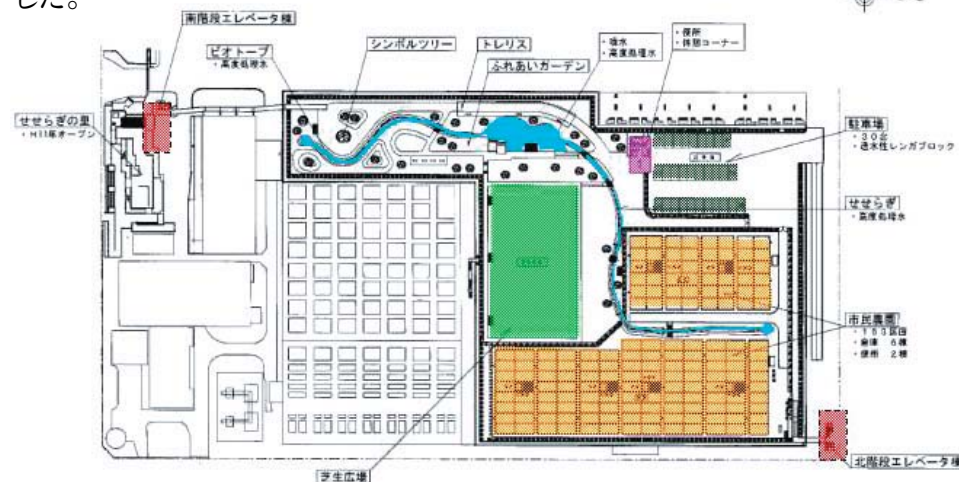 した。
南階段エレベータ棟
ビオトープ
・高度処理水
シンボルツリー
トレリス
ふれあいガーデン
・噴水
・高度処理水
・便所
・休憩コーナー
せせらぎの里
・H11年オープン
駐車場
・30台
・透水性レンガブロック
せせらぎ
・高度処理水
市民農園
・倉庫 6棟
・便所 2棟
芝生広場
北階段エレベータ棟